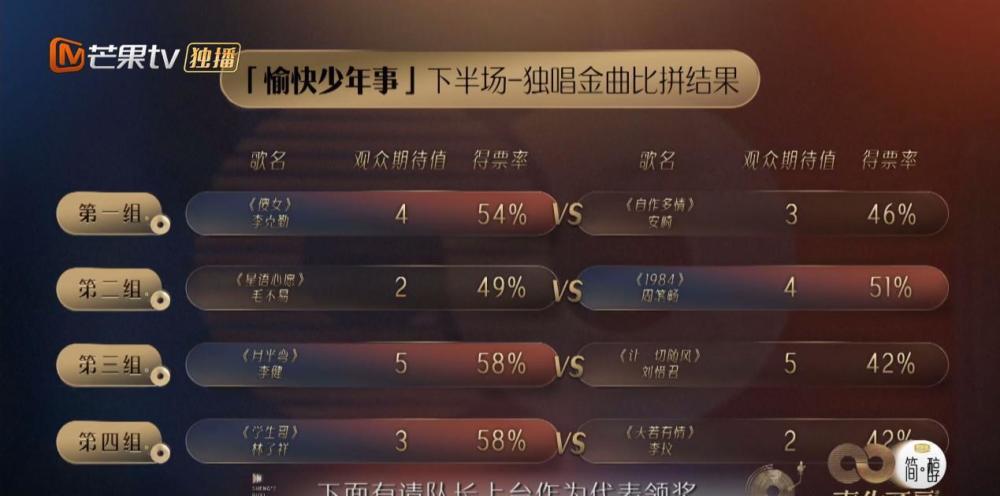 芒果tv 独播
「愉快少年事」下半场-独唱金曲比拼结果
歌名 观众期待值 得票率 歌名 观众期待值 得票率
第一组 《傻女》 4 54% VS 《自作多情》 3 46%
李克勤 安崎
第二组 《星语心愿》 2 49% VS 《1984》 4 51%
毛不易 周笔畅
第三组 《月半弯》 5 58% VS 《让一切随风》 5 42%
李健 刘惜君
第四组 《学生哥》 3 58% VS 《大若有情》 2 42%
林子祥 李玟
简醇
下面有请队长上台作为代表领奖